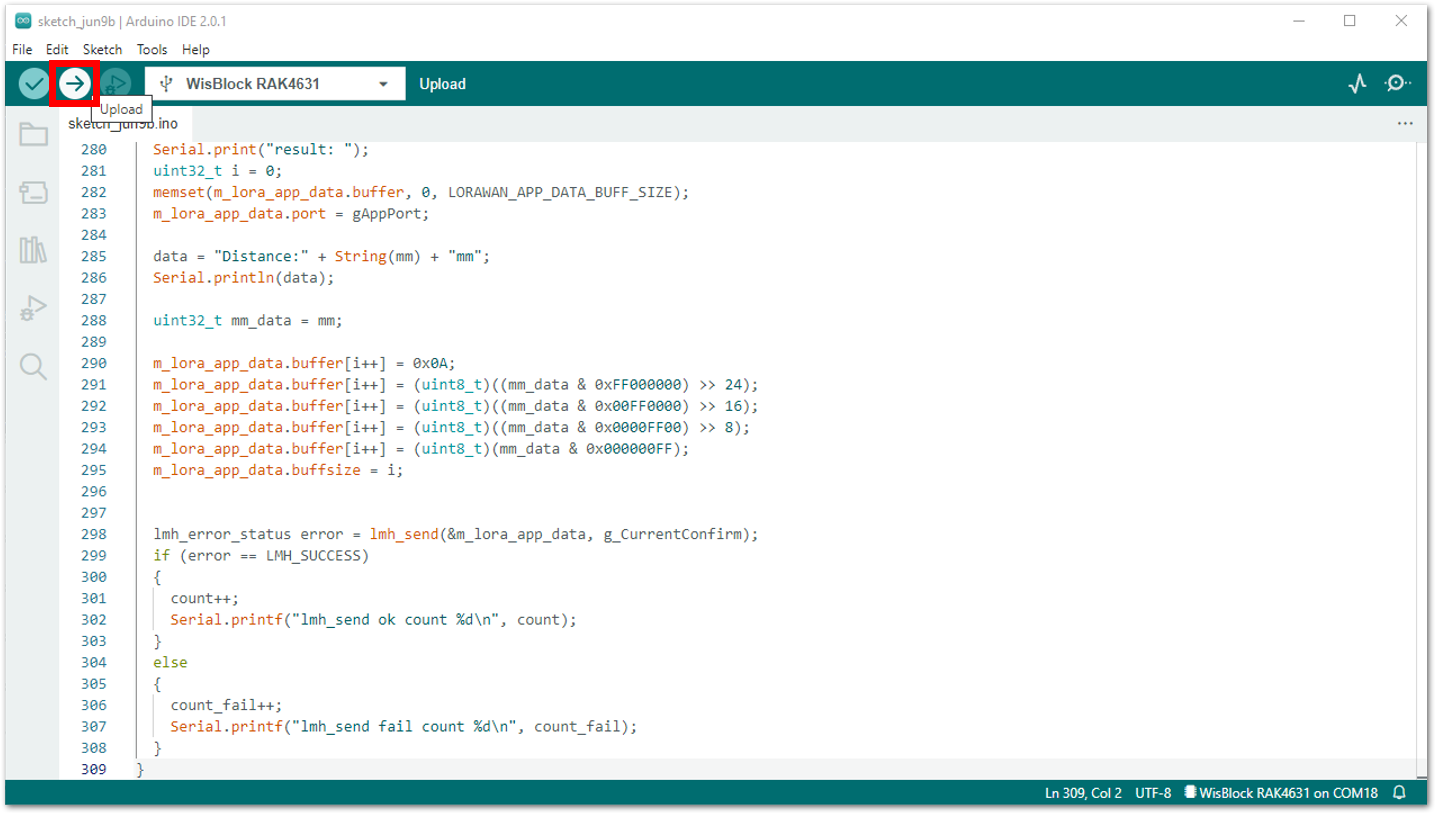 sketch_jun9b | Arduino IDE 2.0.1
File Edit Sketch Tools Help
WisBlock RAK4631 Upload
Upload
sketch_jun9b.ino ...
280 Serial.print("result: ");
281 uint32_t i = 0;
282 memset(m_lora_app_data.buffer, 0, LORAWAN_APP_DATA_BUFF_SIZE);
283 m_lora_app_data.port = gAppPort;
284
285 data = "Distance:" + String(mm) + "mm";
286 Serial.println(data);
287
288 uint32_t mm_data = mm;
289
290 m_lora_app_data.buffer[i++] = 0x0A;
291 m_lora_app_data.buffer[i++] = (uint8_t)((mm_data & 0xFF000000) >> 24);
292 m_lora_app_data.buffer[i++] = (uint8_t)((mm_data & 0x00FF0000) >> 16);
293 m_lora_app_data.buffer[i++] = (uint8_t)((mm_data & 0x0000FF00) >> 8);
294 m_lora_app_data.buffer[i++] = (uint8_t)(mm_data & 0x000000FF);
295 m_lora_app_data.buffsize = i;
296
297
298 lmh_error_status error = lmh_send(&m_lora_app_data, g_CurrentConfirm);
299 if (error == LMH_SUCCESS)
300 {
301 count++;
302 Serial.printf("lmh_send ok count %d\n", count);
303 }
304 else
305 {
306 count_fail++;
307 Serial.printf("lmh_send fail count %d\n", count_fail);
308 }
309 }
Ln 309, Col 2 UTF-8 WisBlock RAK4631 on COM18